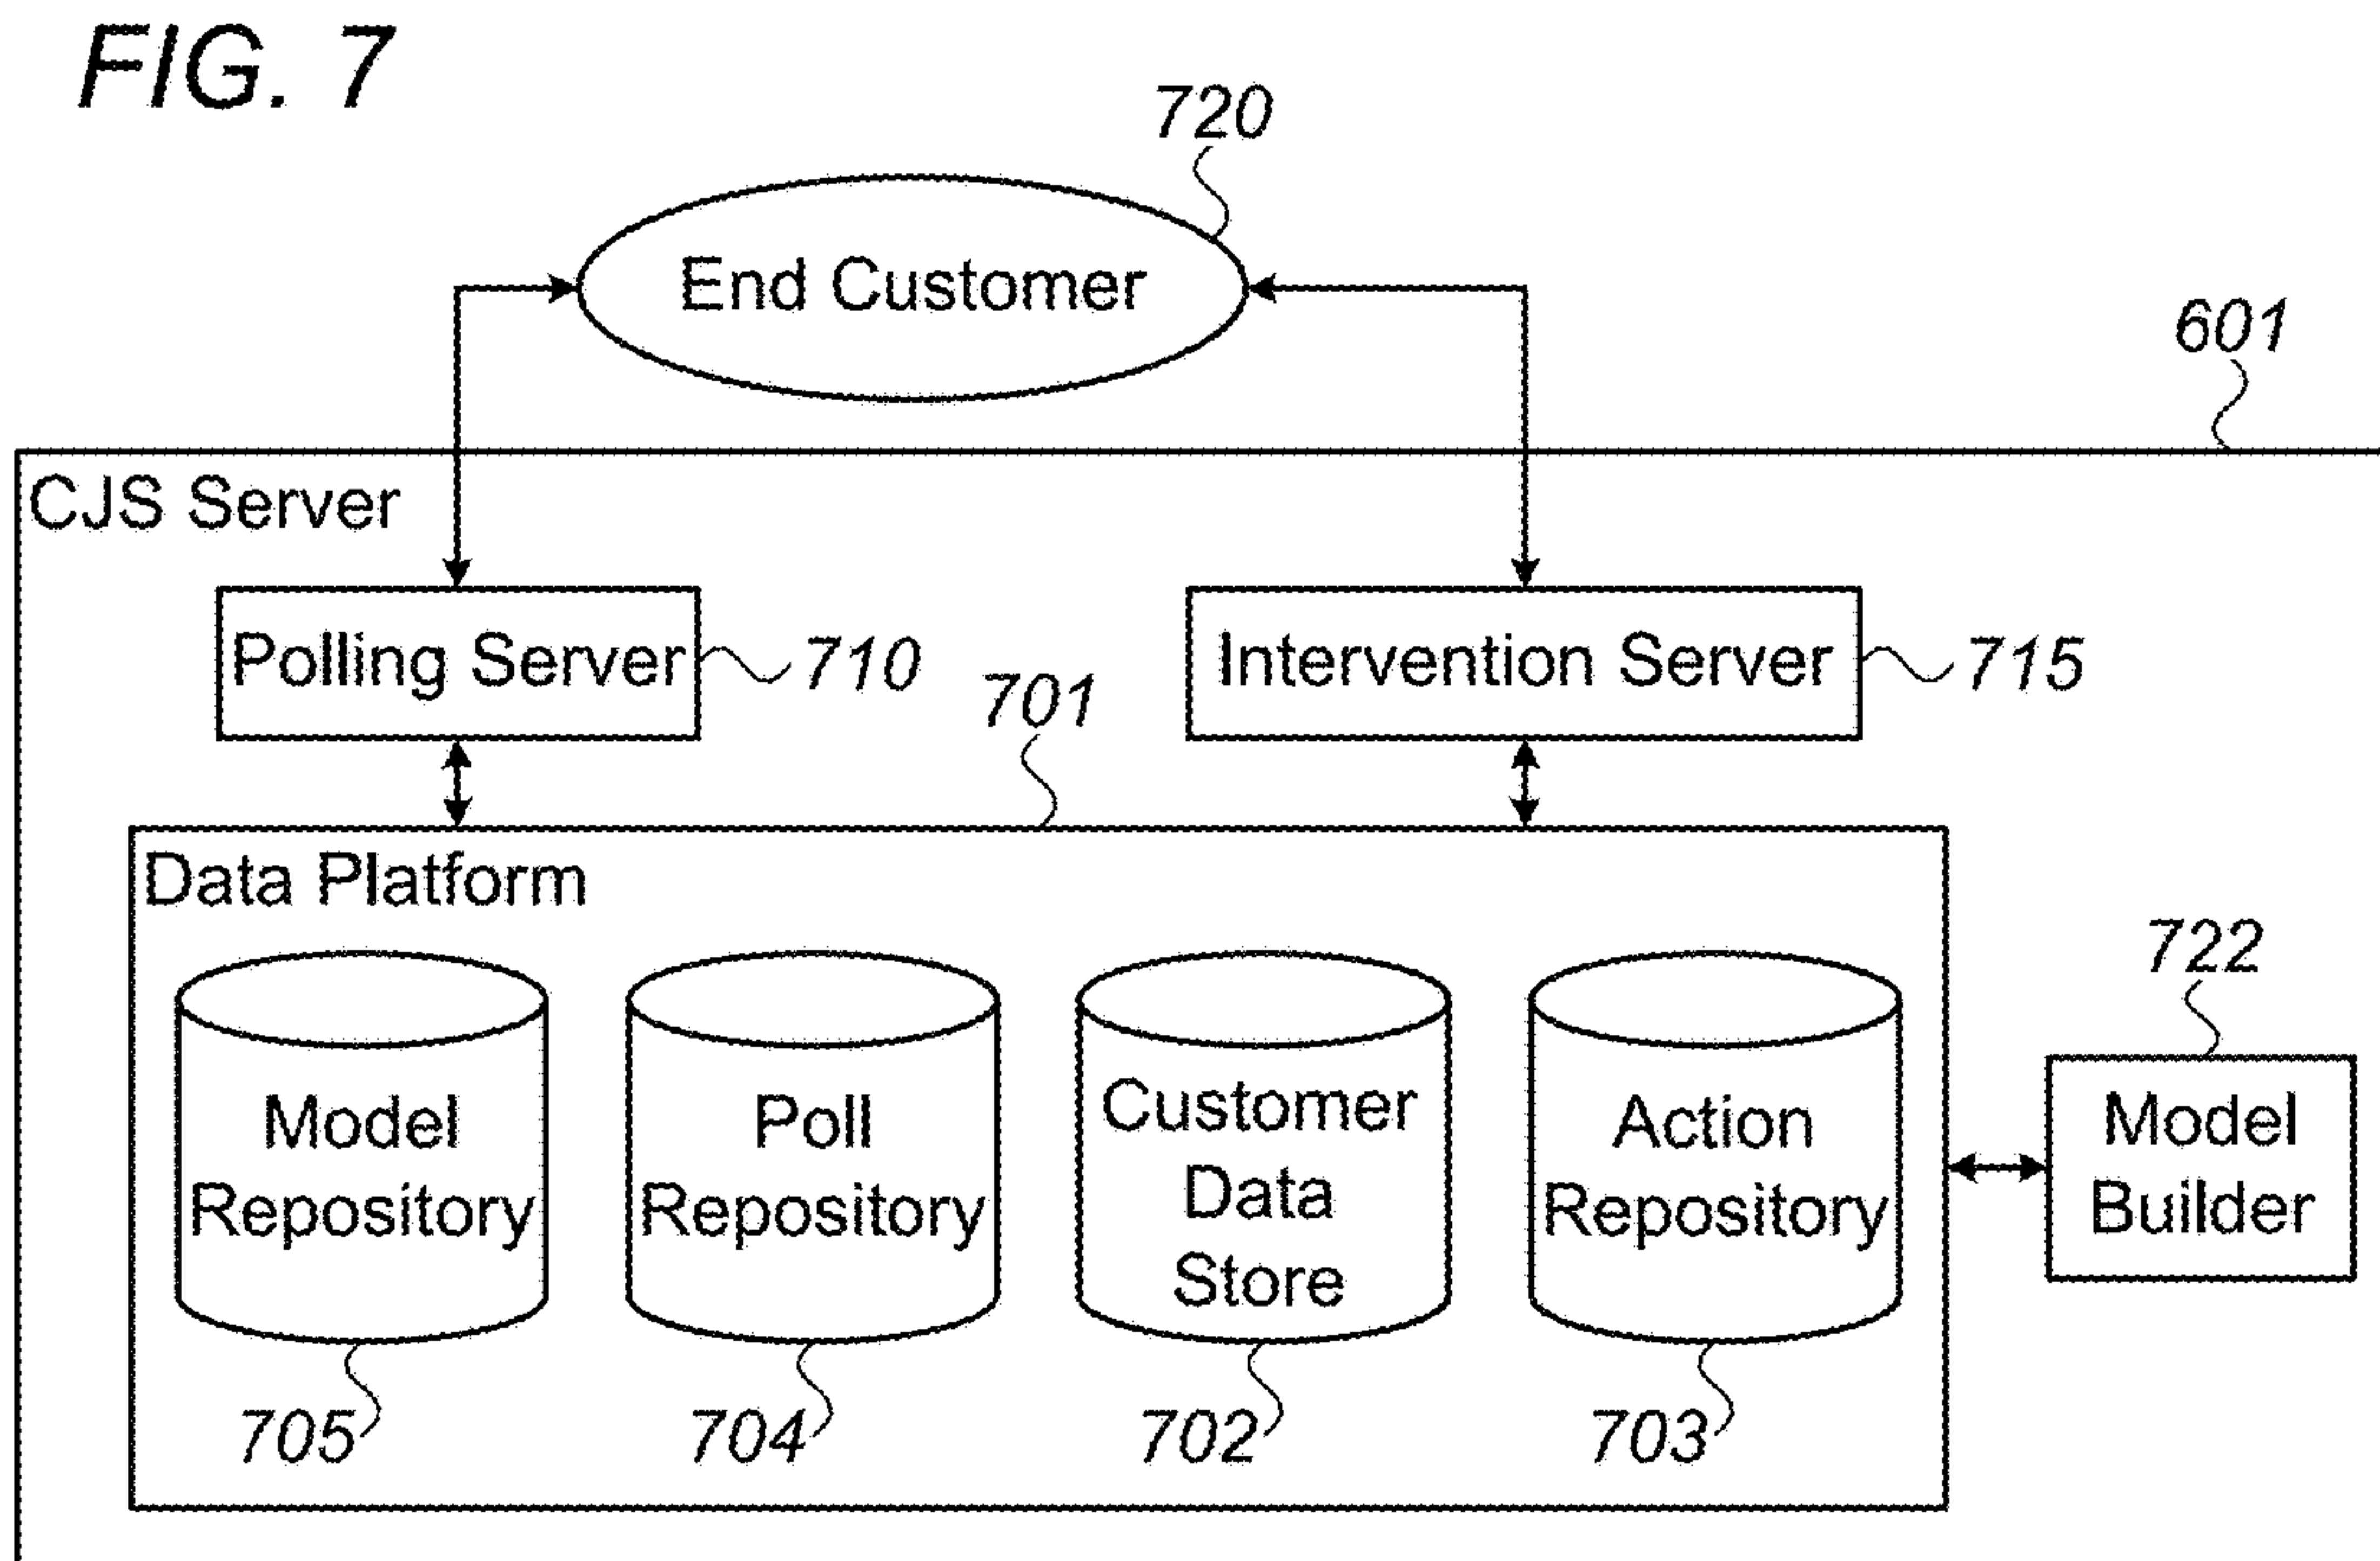 FIG. 7
720
End Customer
601
CJS Server
Polling Server
710
701
Intervention Server
715
Data Platform
722
Model
Repository
Poll
Repository
Customer
Data
Store
Action
Repository
Model
Builder
705
704
702
703